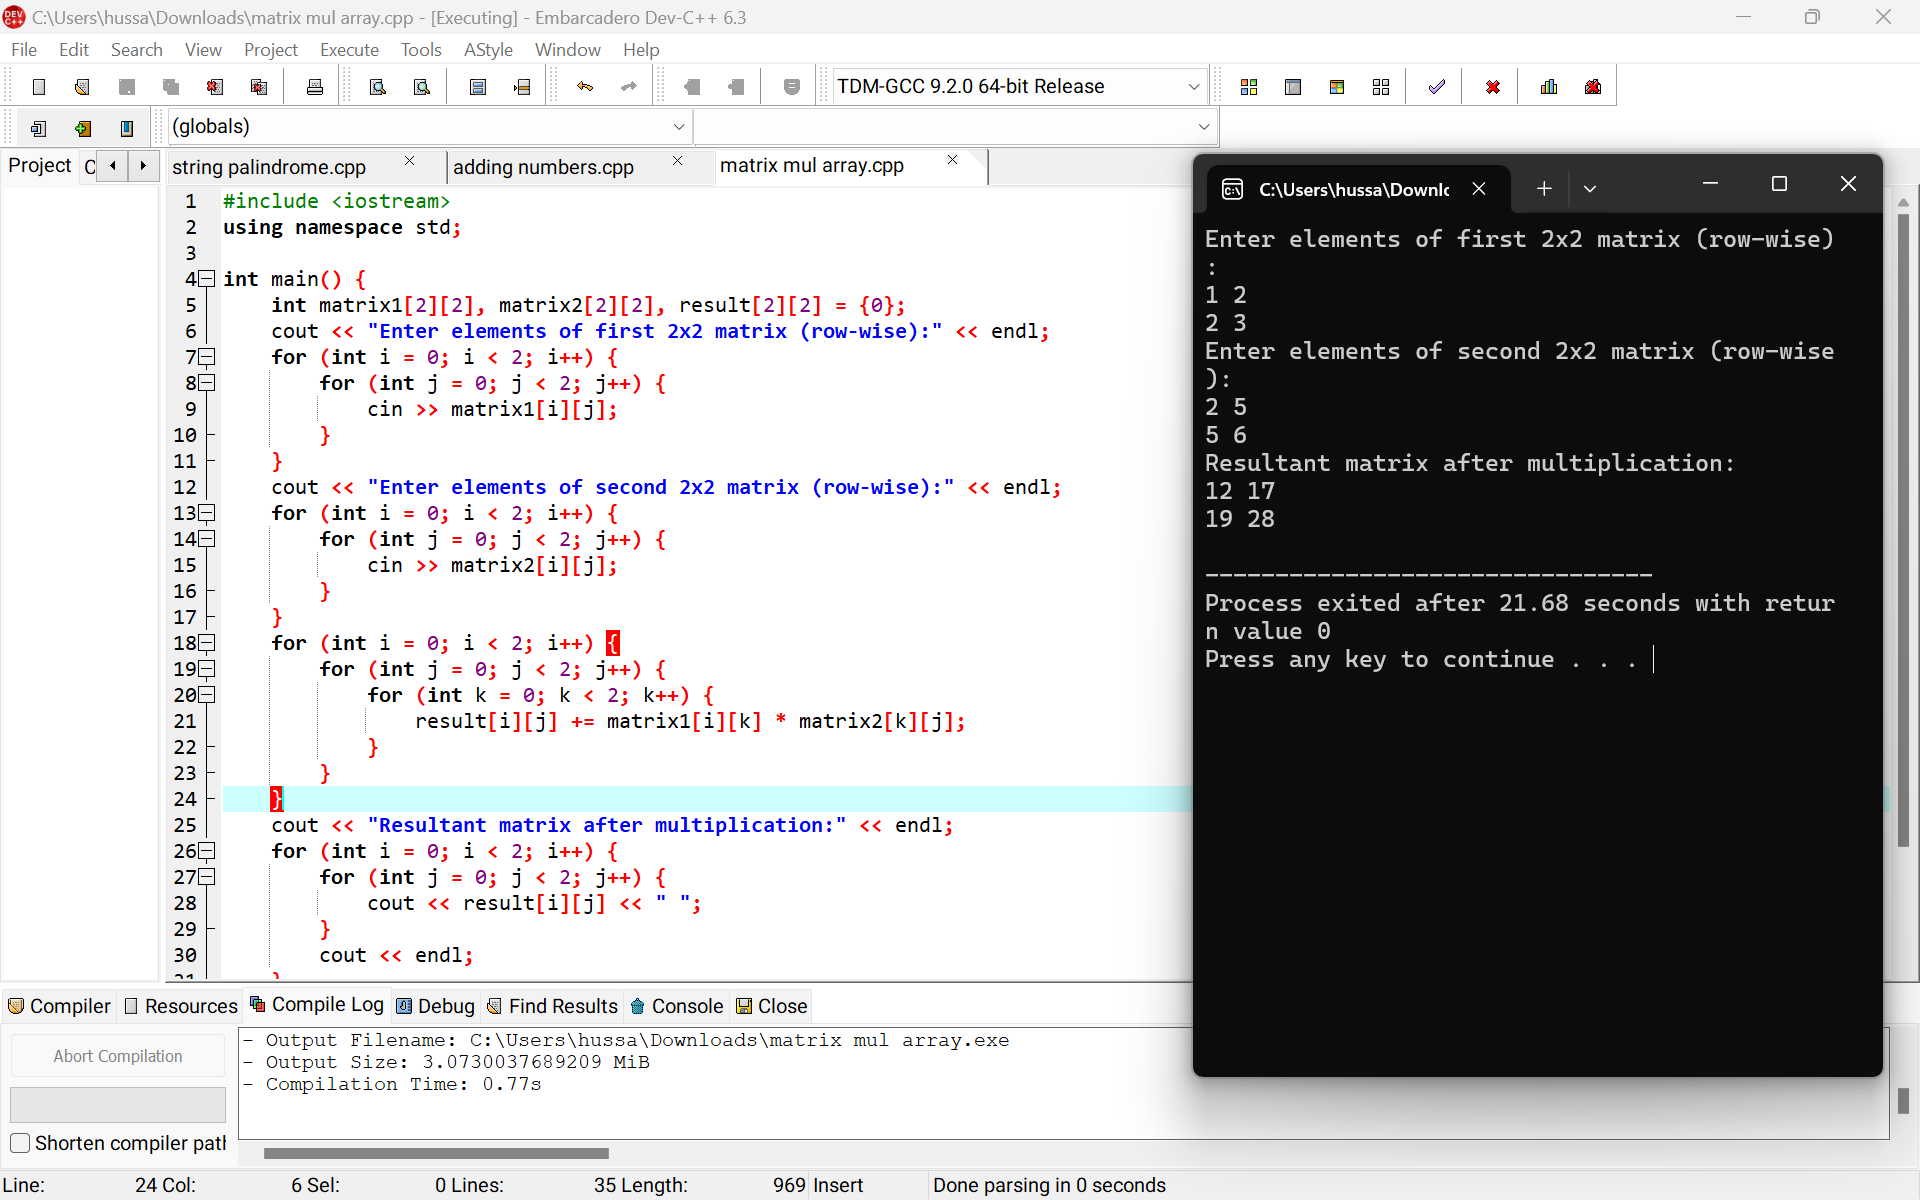 C:\Users\hussa\Downloads\matrix mul array.cpp - [Executing] - Embarcadero Dev-C++ 6.3
File Edit Search View Project Execute Tools AStyle Window Help
TDM-GCC 9.2.0 64-bit Release
(globals)
Project C
string palindrome.cpp
adding numbers.cpp
matrix mul array.cpp
1 #include <iostream>
2 using namespace std;
3
4 int main() {
5 int matrix1[2][2], matrix2[2][2], result[2][2] = {0};
6 cout << "Enter elements of first 2x2 matrix (row-wise):" << endl;
7 for (int i = 0; i < 2; i++) {
8 for (int j = 0; j < 2; j++) {
9 cin >> matrix1[i][j];
10 }
11 }
12 cout << "Enter elements of second 2x2 matrix (row-wise):" << endl;
13 for (int i = 0; i < 2; i++) {
14 for (int j = 0; j < 2; j++) {
15 cin >> matrix2[i][j];
16 }
17 }
18 for (int i = 0; i < 2; i++) {
19 for (int j = 0; j < 2; j++) {
20 for (int k = 0; k < 2; k++) {
21 result[i][j] += matrix1[i][k] * matrix2[k][j];
22 }
23 }
24 }
25 cout << "Resultant matrix after multiplication:" << endl;
26 for (int i = 0; i < 2; i++) {
27 for (int j = 0; j < 2; j++) {
28 cout << result[i][j] << " ";
29 }
30 cout << endl;
31 }
C:\Users\hussa\Downl
Enter elements of first 2x2 matrix (row-wise)
:
1 2
2 3
Enter elements of second 2x2 matrix (row-wise
):
2 5
5 6
Resultant matrix after multiplication:
12 17
19 28
--------------------------------
Process exited after 21.68 seconds with retur
n value 0
Press any key to continue . . .
Compiler Resources Compile Log Debug Find Results Console Close
Abort Compilation
Shorten compiler path
- Output Filename: C:\Users\hussa\Downloads\matrix mul array.exe
- Output Size: 3.0730037689209 MiB
- Compilation Time: 0.77s
Line: 24 Col: 6 Sel: 0 Lines: 35 Length: 969 Insert Done parsing in 0 seconds